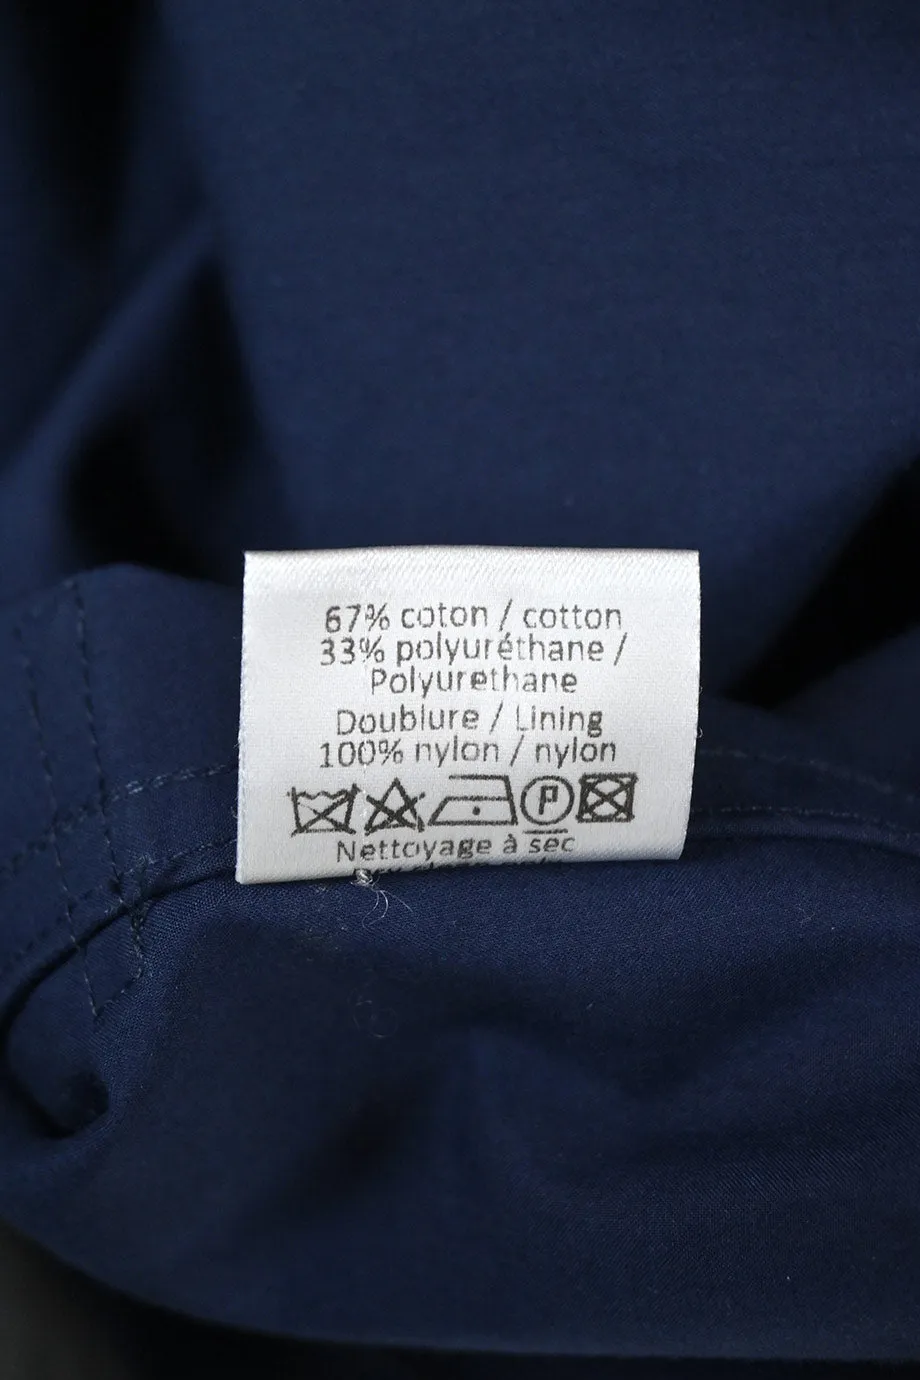 67% coton / cotton
33% polyuréthane /
Polyurethane
Doublure / Lining
100% nylon / nylon
P
Nettoyage à sec